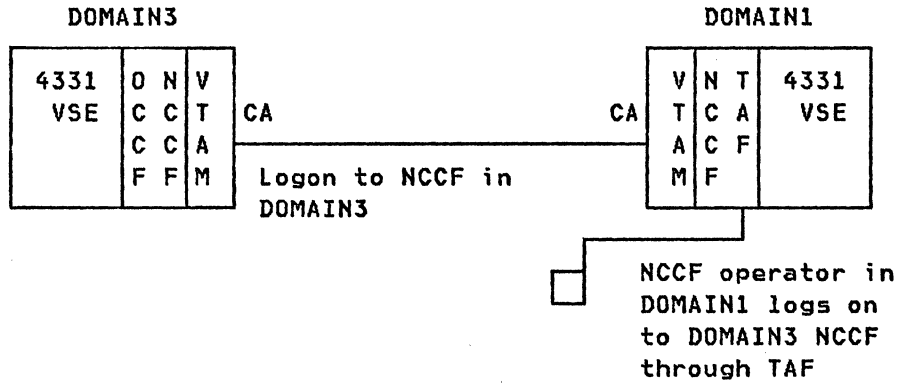 DOMAIN3
DOMAIN1
4331 O N V
VSE C C T CA
C C A
F F M
Logon to NCCF in
DOMAIN3
V N T 4331
CA T C A VSE
A C F
M F
NCCF operator in
DOMAIN1 logs on
to DOMAIN3 NCCF
through TAF